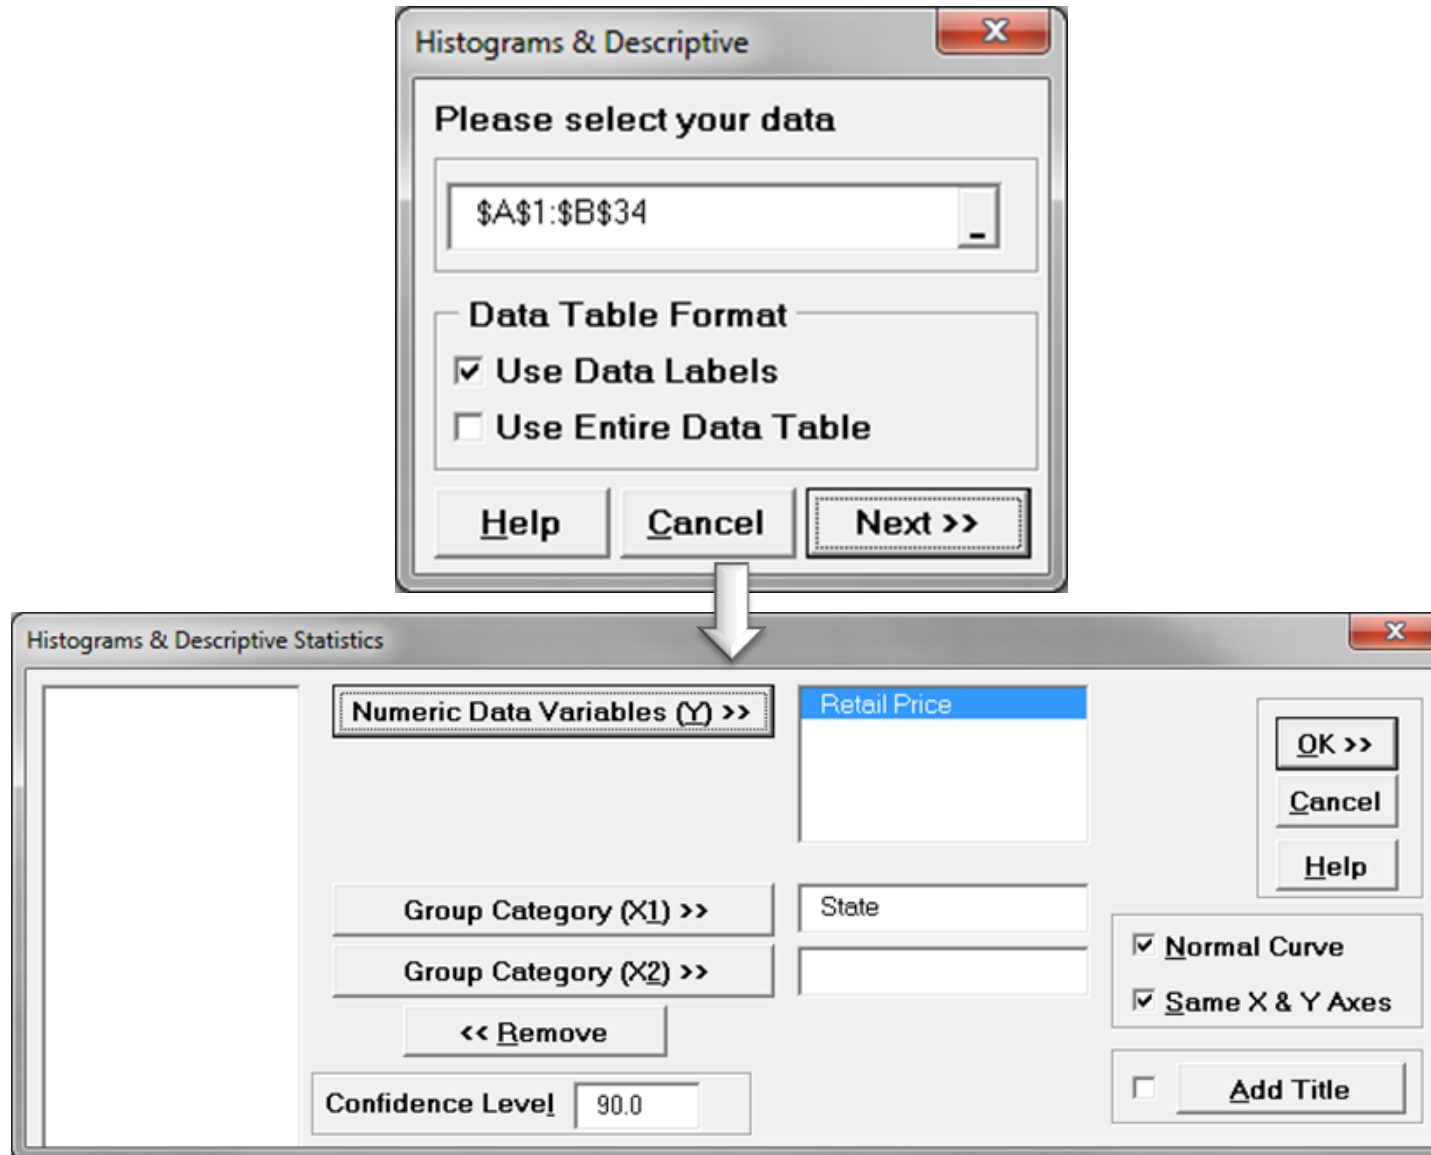 Histograms & Descriptive
x
Please select your data
$A$1:$B$34
Data Table Format
Use Data Labels
Use Entire Data Table
Help Cancel Next >>
Histograms & Descriptive Statistics
x
Numeric Data Variables (Y) >> Retail Price
OK >>
Cancel
Help
Group Category (X1) >> State
Group Category (X2) >>
Normal Curve
Same X & Y Axes
<< Remove
Confidence Level 90.0
Add Title